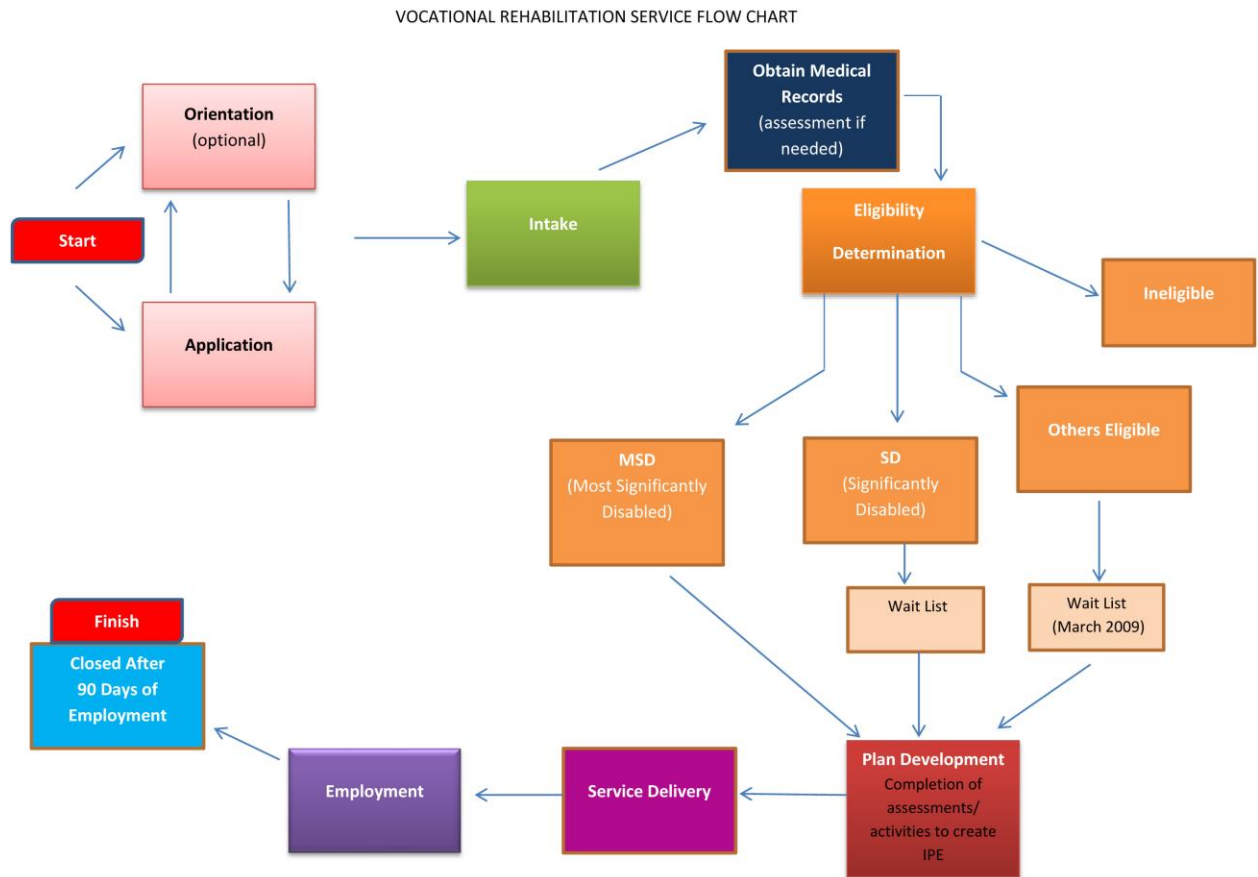 VOCATIONAL REHABILITATION SERVICE FLOW CHART
Orientation
(optional)
Start
Application
Intake
Obtain Medical
Records
(assessment if
needed)
Eligibility
Determination
Ineligible
Others Eligible
MSD
(Most Significantly
Disabled)
SD
(Significantly
Disabled)
Wait List
Wait List
(March 2009)
Plan Development
Completion of
assessments/
activities to create
IPE
Service Delivery
Employment
Finish
Closed After
90 Days of
Employment